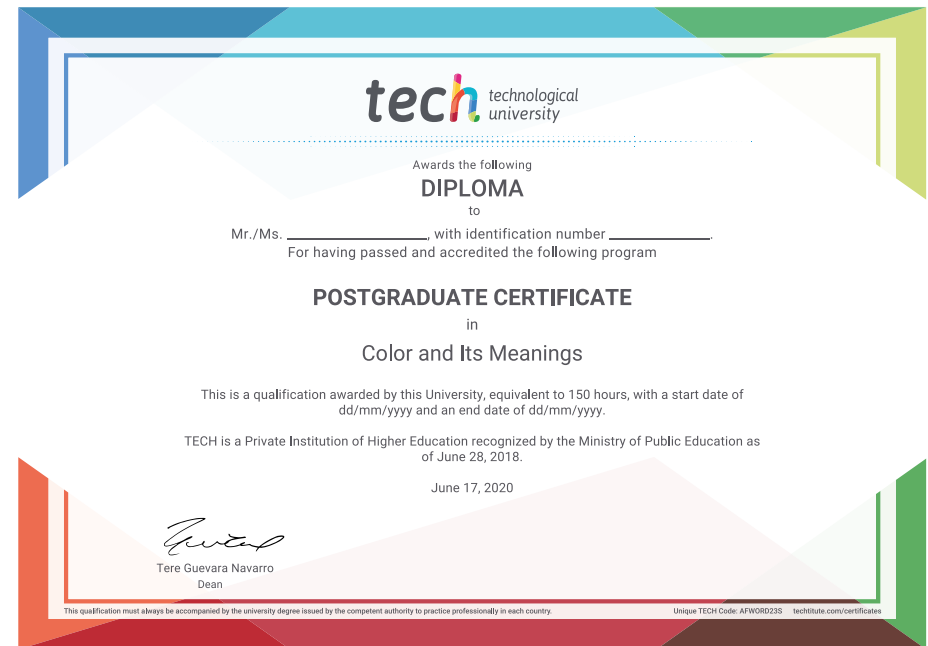 tech technological
university
Awards the following
DIPLOMA
to
Mr./Ms. ____________________, with identification number ______________.
For having passed and accredited the following program
POSTGRADUATE CERTIFICATE
in
Color and Its Meanings
This is a qualification awarded by this University, equivalent to 150 hours, with a start date of
dd/mm/yyyy and an end date of dd/mm/yyyy.
TECH is a Private Institution of Higher Education recognized by the Ministry of Public Education as
of June 28, 2018.
June 17, 2020
Tere Guevara Navarro
Dean
This qualification must always be accompanied by the university degree issued by the competent authority to practice professionally in each country.
Unique TECH Code: AFWORD23S techtitute.com/certificates